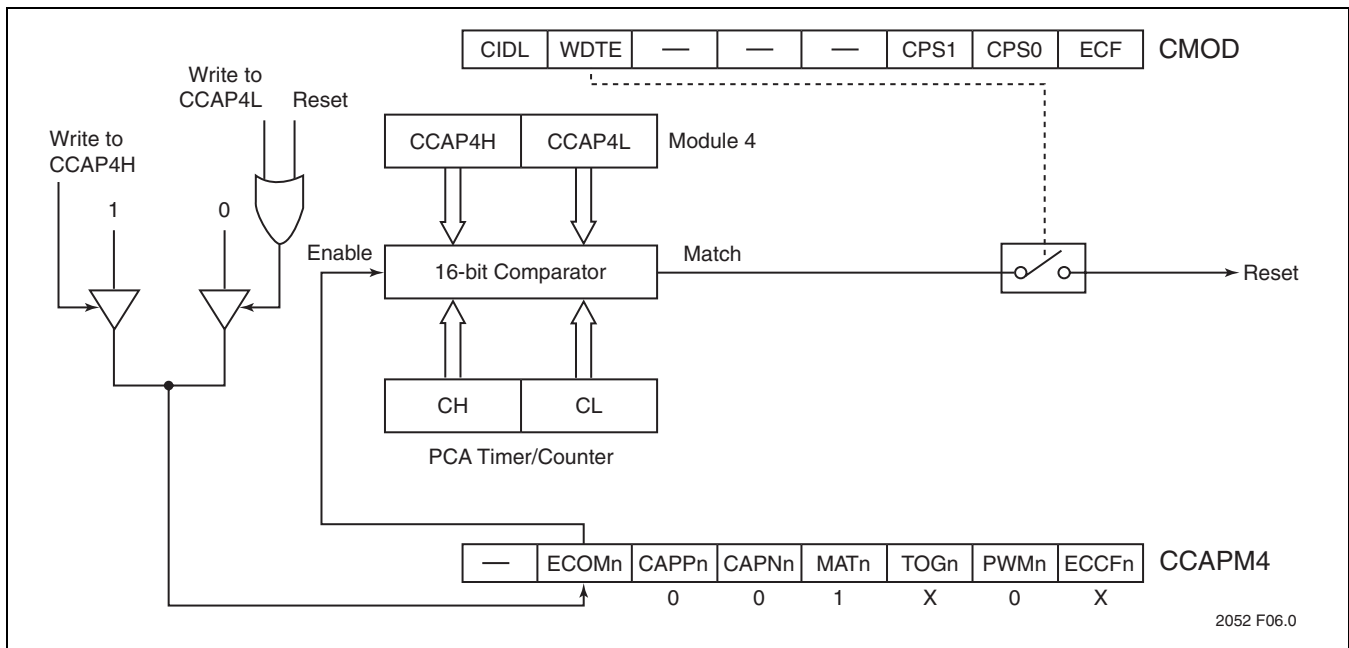 CIDL WDTE — — — CPS1 CPS0 ECF CMOD
Write to
CCAP4L Reset
Write to
CCAP4H
CCAP4H CCAP4L Module 4
1 0
Enable 16-bit Comparator Match Reset
CH CL
PCA Timer/Counter
— ECOMn CAPPn CAPNn MATn TOGn PWMn ECCFn CCAPM4
0 0 1 X 0 X
2052 F06.0